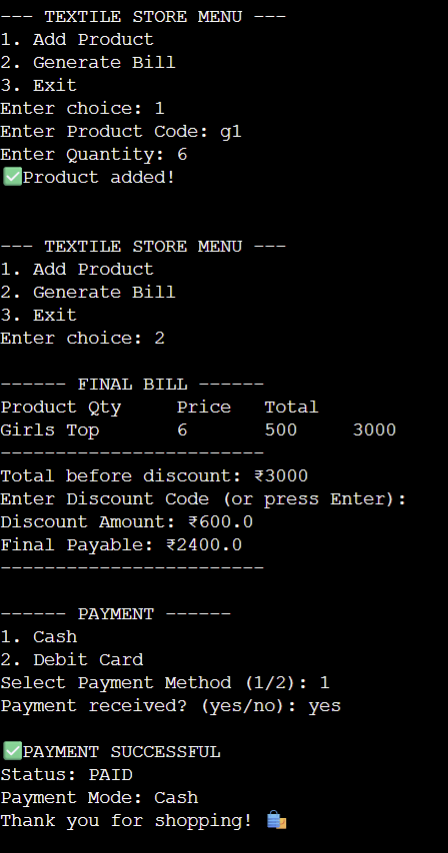 --- TEXTILE STORE MENU ---
1. Add Product
2. Generate Bill
3. Exit
Enter choice: 1
Enter Product Code: g1
Enter Quantity: 6
✅Product added!
--- TEXTILE STORE MENU ---
1. Add Product
2. Generate Bill
3. Exit
Enter choice: 2
------ FINAL BILL ------
Product Qty     Price   Total
Girls Top       6       500     3000
------------------------
Total before discount: ₹3000
Enter Discount Code (or press Enter):
Discount Amount: ₹600.0
Final Payable: ₹2400.0
------------------------
------ PAYMENT ------
1. Cash
2. Debit Card
Select Payment Method (1/2): 1
Payment received? (yes/no): yes
✅PAYMENT SUCCESSFUL
Status: PAID
Payment Mode: Cash
Thank you for shopping! 🛍️